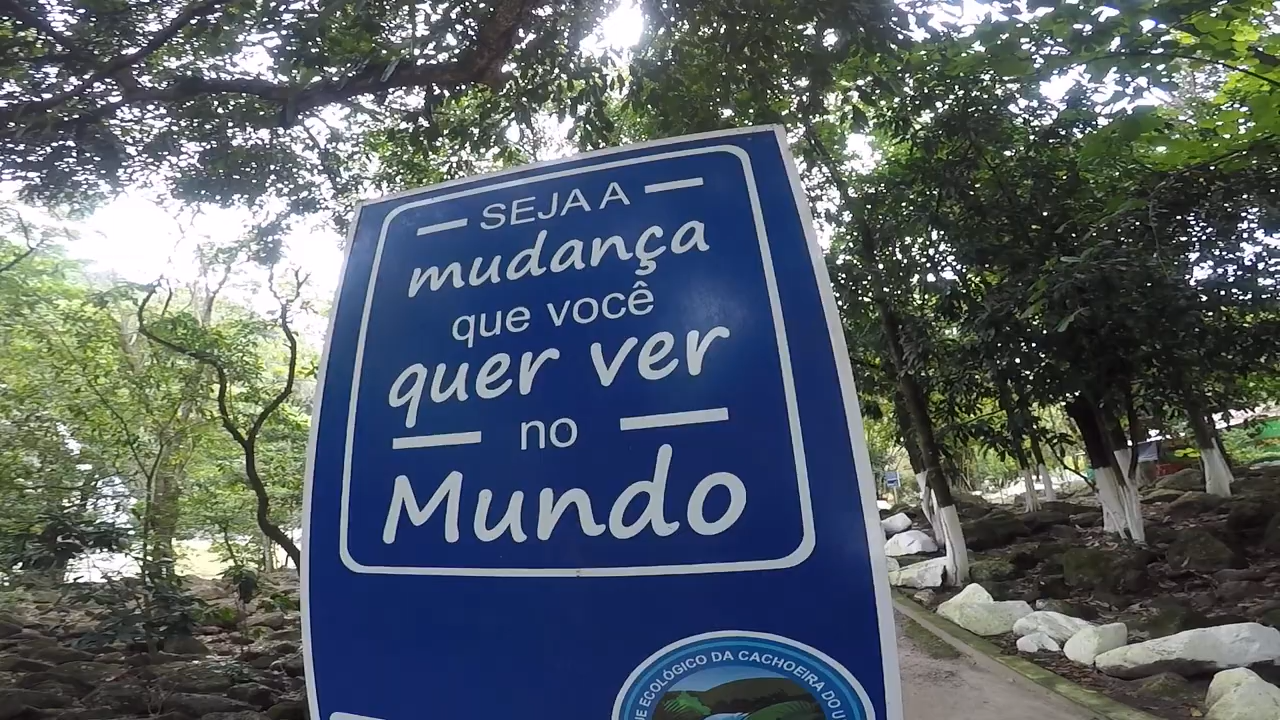 SEJA A
mudança
que você
quer ver
no
Mundo
ECOLÓGICO DA CACHOEIRA DO